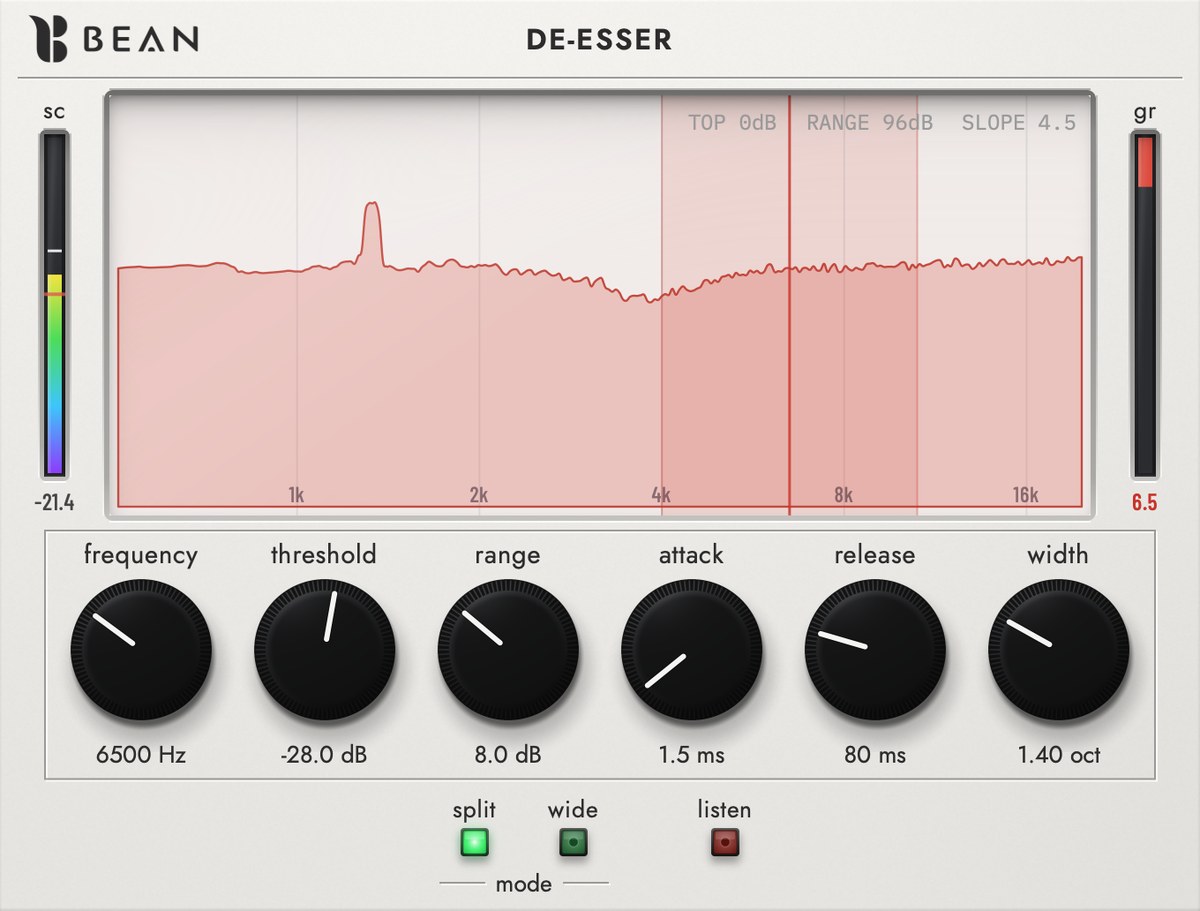 BEAN
DE-ESSER
sc
gr
TOP 0dB RANGE 96dB SLOPE 4.5
1k 2k 4k 8k 16k
-21.4
6.5
frequency threshold range attack release width
6500 Hz -28.0 dB 8.0 dB 1.5 ms 80 ms 1.40 oct
split wide listen
mode